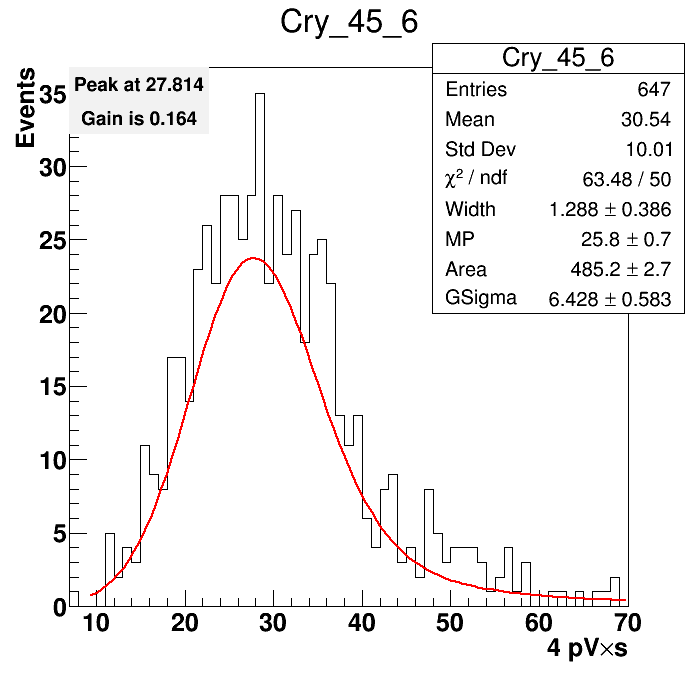 Cry_45_6
Peak at 27.814
Gain is 0.164
Cry_45_6
Entries 647
Mean 30.54
Std Dev 10.01
χ² / ndf 63.48 / 50
Width 1.288 ± 0.386
MP 25.8 ± 0.7
Area 485.2 ± 2.7
GSigma 6.428 ± 0.583
Events
35
30
25
20
15
10
5
0
10 20 30 40 50 60 70
4 pV×s